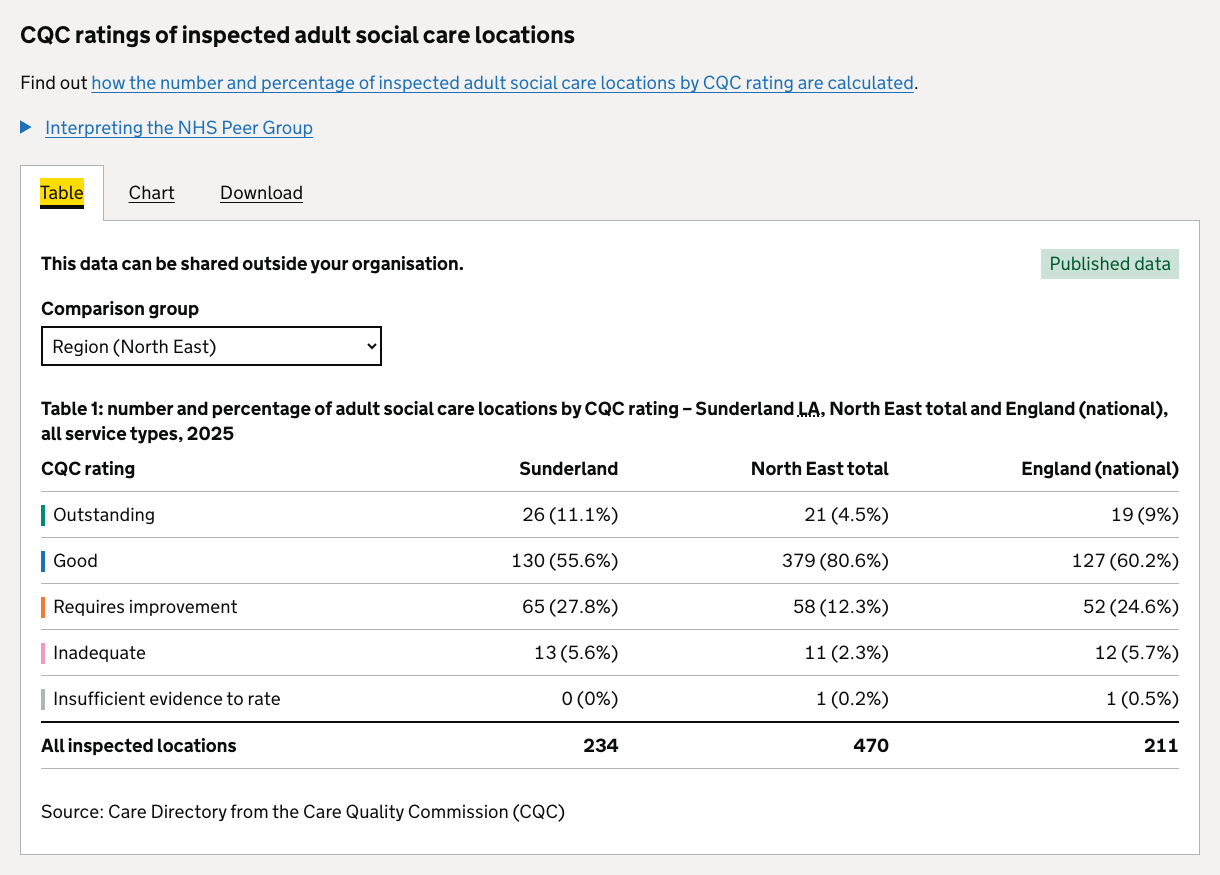 CQC ratings of inspected adult social care locations
Find out how the number and percentage of inspected adult social care locations by CQC rating are calculated.
Interpreting the NHS Peer Group
Table Chart Download
This data can be shared outside your organisation. Published data
Comparison group
Region (North East)
Table 1: number and percentage of adult social care locations by CQC rating – Sunderland LA, North East total and England (national),
all service types, 2025
CQC rating Sunderland North East total England (national)
Outstanding 26 (11.1%) 21 (4.5%) 19 (9%)
Good 130 (55.6%) 379 (80.6%) 127 (60.2%)
Requires improvement 65 (27.8%) 58 (12.3%) 52 (24.6%)
Inadequate 13 (5.6%) 11 (2.3%) 12 (5.7%)
Insufficient evidence to rate 0 (0%) 1 (0.2%) 1 (0.5%)
All inspected locations 234 470 211
Source: Care Directory from the Care Quality Commission (CQC)